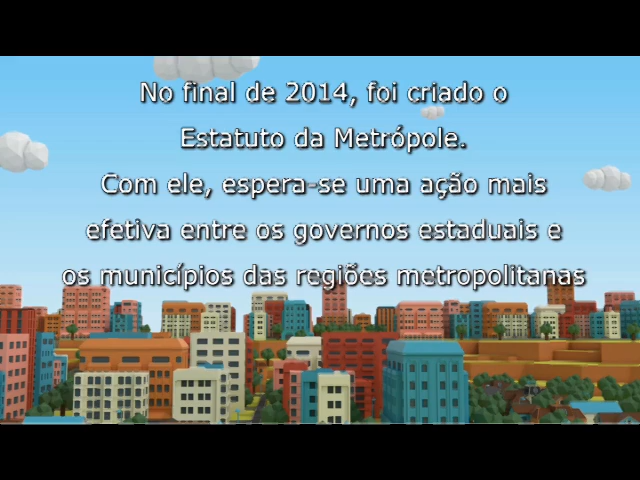 No final de 2014, foi criado o
Estatuto da Metrópole.
Com ele, espera-se uma ação mais
efetiva entre os governos estaduais e
os municípios das regiões metropolitanas